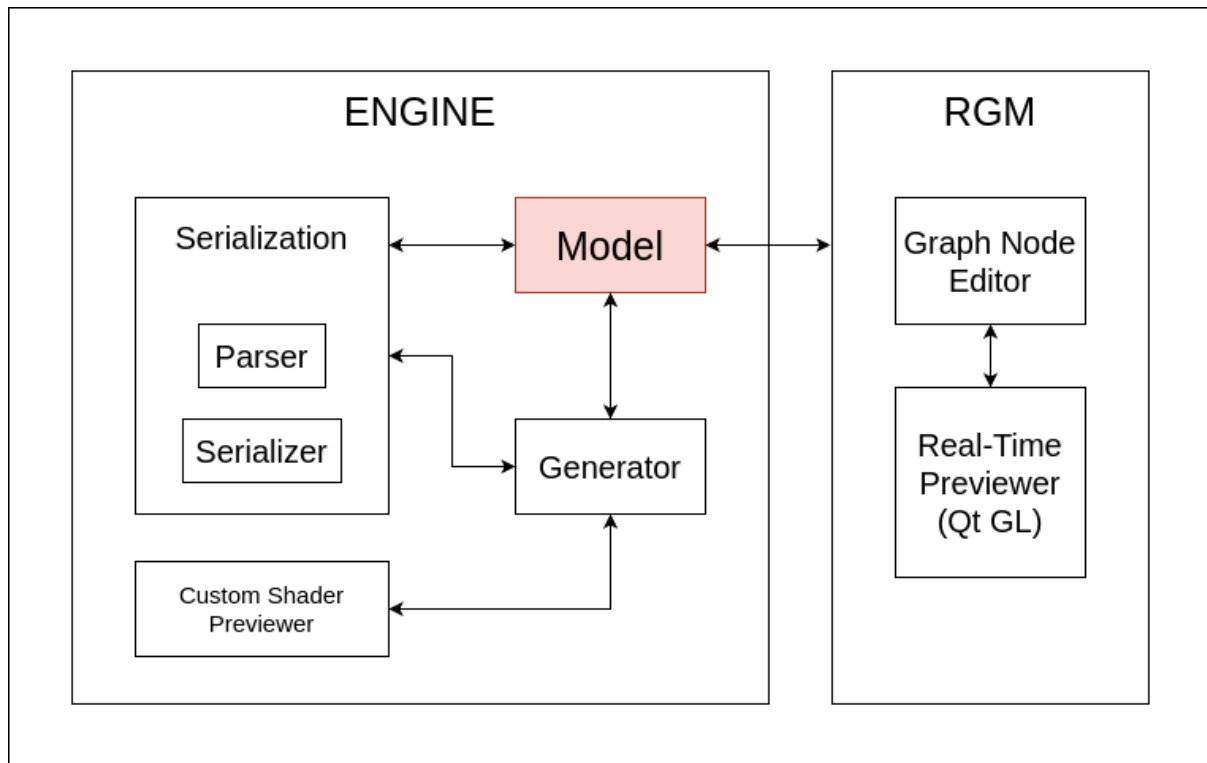 ENGINE
Serialization
Parser
Serializer
Model
Generator
Custom Shader
Previewer
RGM
Graph Node
Editor
Real-Time
Previewer
(Qt GL)